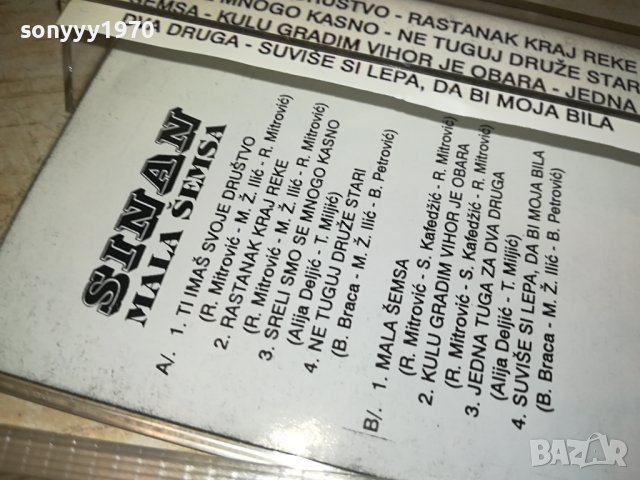 sonyyy1970
DRUŠTVO - RASTANAK KRAJ REKE
MNOGO KASNO - NE TUGUJ DRUŽE STARI
ŠEMSA - KULU GRADIM VIHOR JE OBARA - JEDNA
ZA DVA DRUGA - SUVIŠE SI LEPA, DA BI MOJA BILA
SINAN
MALA ŠEMSA
A/. 1. TI IMAŠ SVOJE DRUŠTVO
(R. Mitrović - M. Ž. Ilić - R. Mitrović)
2. RASTANAK KRAJ REKE
(R. Mitrović - M. Ž. Ilić - R. Mitrović)
3. SRELI SMO SE MNOGO KASNO
(Alija Deljić - T. Miljić)
4. NE TUGUJ DRUŽE STARI
(B. Braca - M. Ž. Ilić - B. Petrović)
B/. 1. MALA ŠEMSA
(R. Mitrović - S. Kafedžić - R. Mitrović)
2. KULU GRADIM VIHOR JE OBARA
(R. Mitrović - S. Kafedžić - R. Mitrović)
3. JEDNA TUGA ZA DVA DRUGA
(Alija Deljić - T. Miljić)
4. SUVIŠE SI LEPA, DA BI MOJA BILA
(B. Braca - M. Ž. Ilić - B. Petrović)
BAZAR